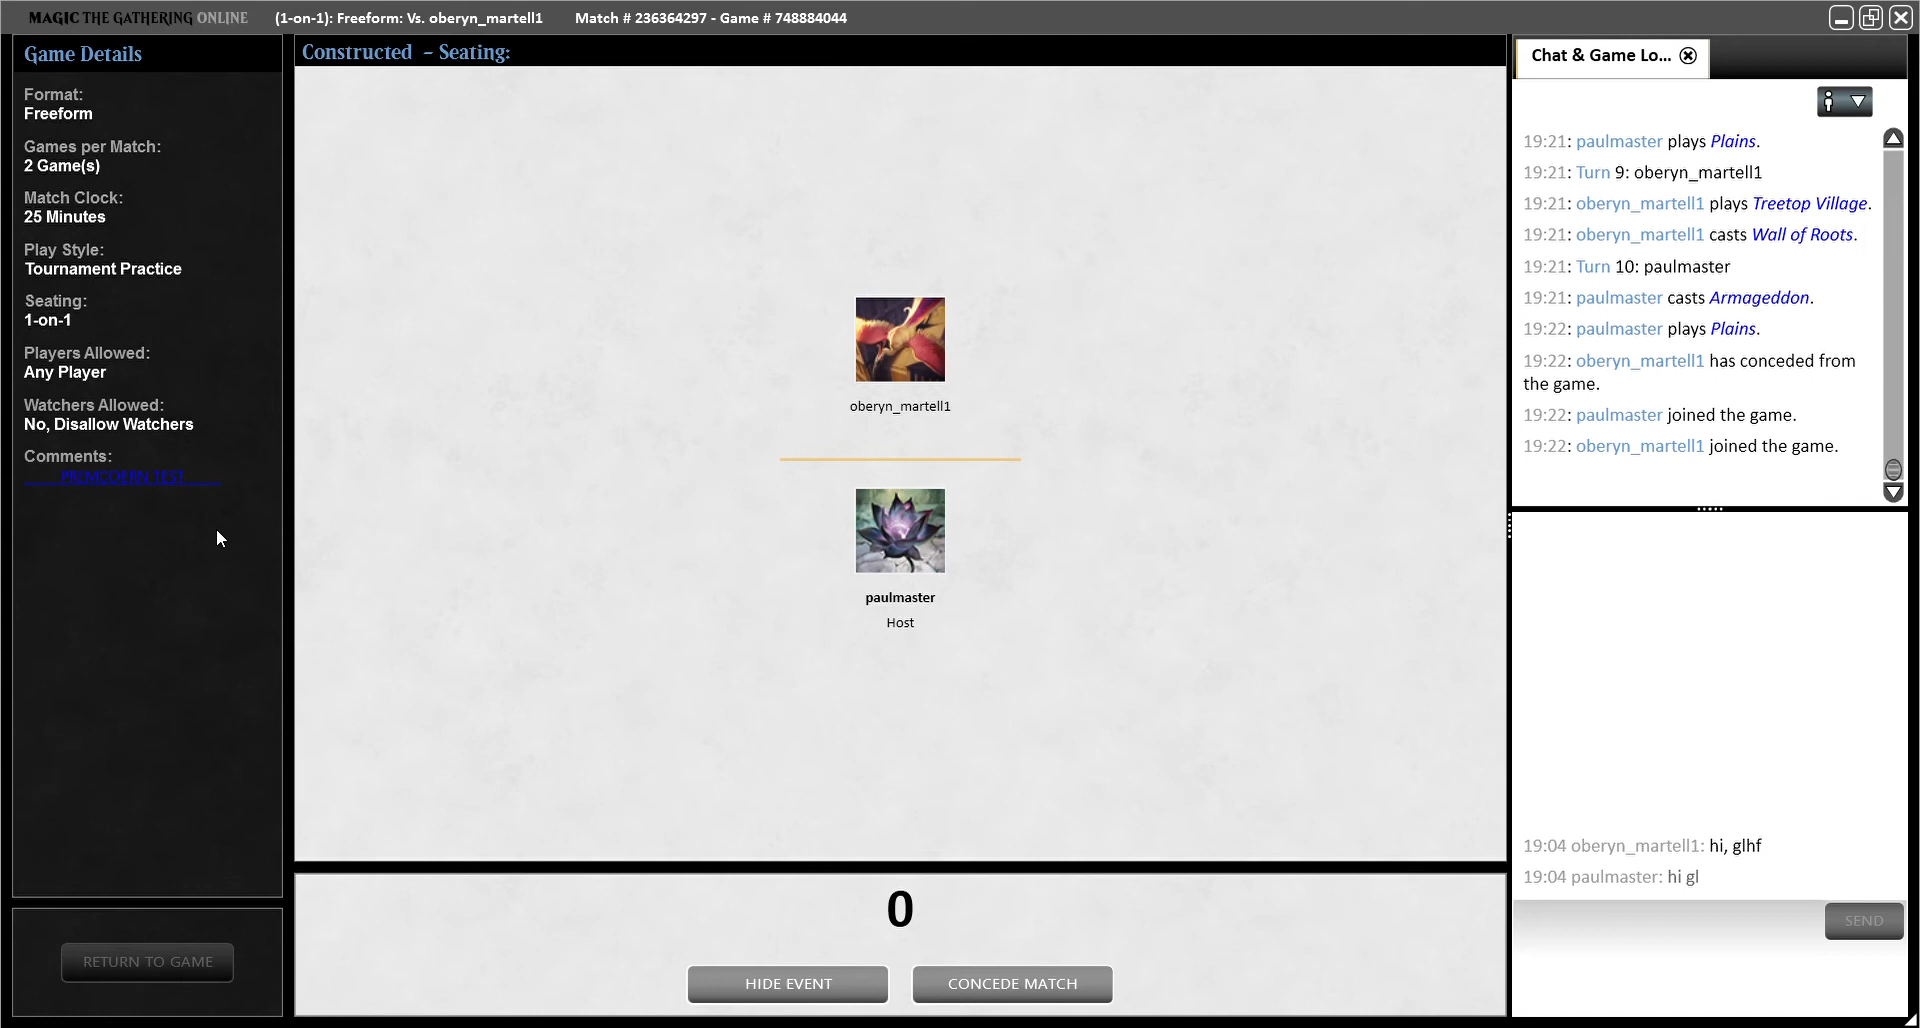 MAGIC THE GATHERING ONLINE (1-on-1): Freeform: Vs. oberyn_martell1 Match # 236364297 - Game # 748884044
Game Details
Format:
Freeform
Games per Match:
2 Game(s)
Match Clock:
25 Minutes
Play Style:
Tournament Practice
Seating:
1-on-1
Players Allowed:
Any Player
Watchers Allowed:
No, Disallow Watchers
Comments:
PREMCOERN TEST
RETURN TO GAME
Constructed – Seating:
oberyn_martell1
paulmaster
Host
0
HIDE EVENT CONCEDE MATCH
Chat & Game Lo...
19:21: paulmaster plays Plains.
19:21: Turn 9: oberyn_martell1
19:21: oberyn_martell1 plays Treetop Village.
19:21: oberyn_martell1 casts Wall of Roots.
19:21: Turn 10: paulmaster
19:21: paulmaster casts Armageddon.
19:22: paulmaster plays Plains.
19:22: oberyn_martell1 has conceded from
the game.
19:22: paulmaster joined the game.
19:22: oberyn_martell1 joined the game.
19:04 oberyn_martell1: hi, glhf
19:04 paulmaster: hi gl
SEND